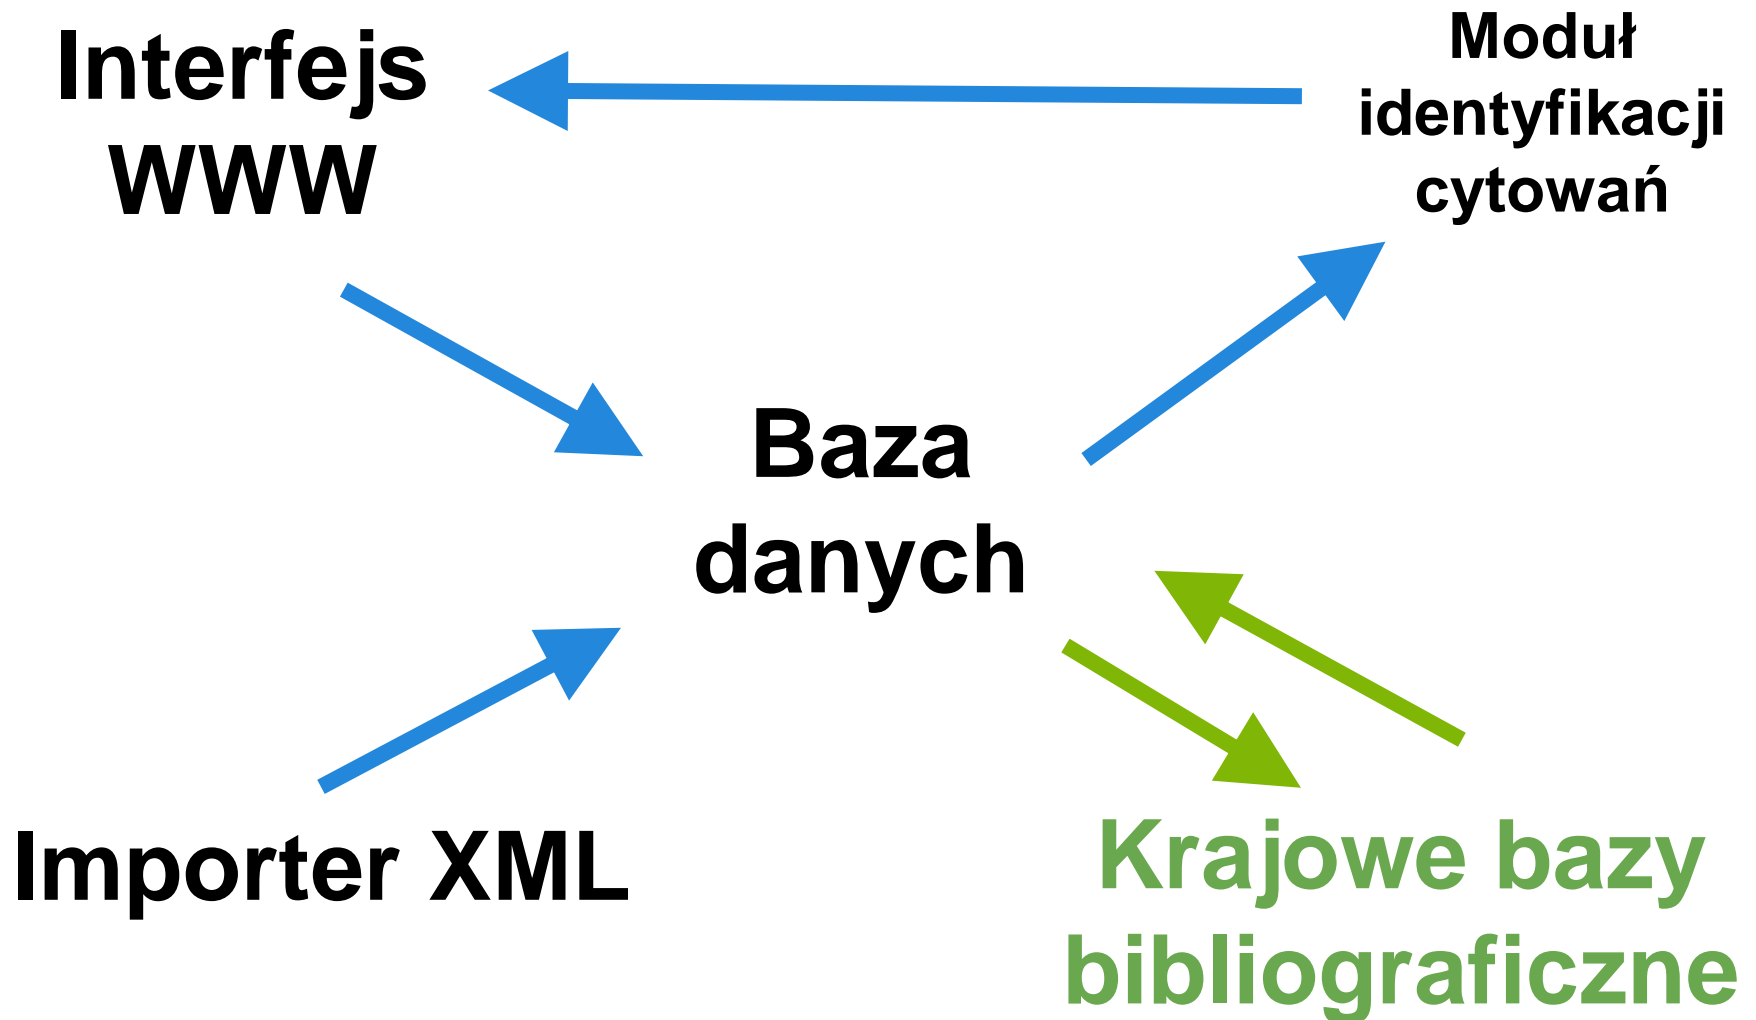 Interfejs
WWW
Moduł
identyfikacji
cytowań
Baza
danych
Importer XML
Krajowe bazy
bibliograficzne